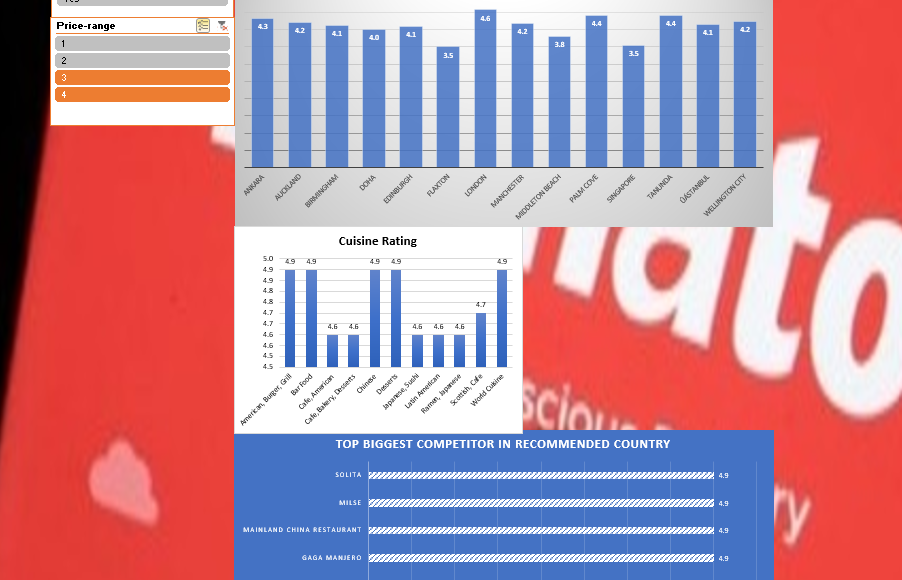 Price-range
1
2
3
4
4.3
4.2
4.1
4.0
4.1
3.5
4.6
4.2
3.8
4.4
3.5
4.4
4.1
4.2
ANKARA
AUCKLAND
BIRMINGHAM
DOHA
EDINBURGH
FLAXTON
LONDON
MANCHESTER
MIDDLETON BEACH
PALM COVE
SINGAPORE
TANUNDA
WELLINGTON CITY
Cuisine Rating
5.0
4.9
4.9
4.8
4.8
4.7
4.7
4.6
4.6
4.5
4.5
4.9
4.9
4.6
4.6
4.9
4.9
4.6
4.6
4.6
4.7
4.9
American, Burger, Grill
Bar Food
Cafe, American
Cafe, Bakery, Desserts
Chinese
Desserts
Japanese, Sushi
Latin American
Ramen, Japanese
Scottish, Cafe
World Cuisine
TOP BIGGEST COMPETITOR IN RECOMMENDED COUNTRY
SOLITA
4.9
MILSE
4.9
MAINLAND CHINA RESTAURANT
4.9
GAGA MANJERO
4.9